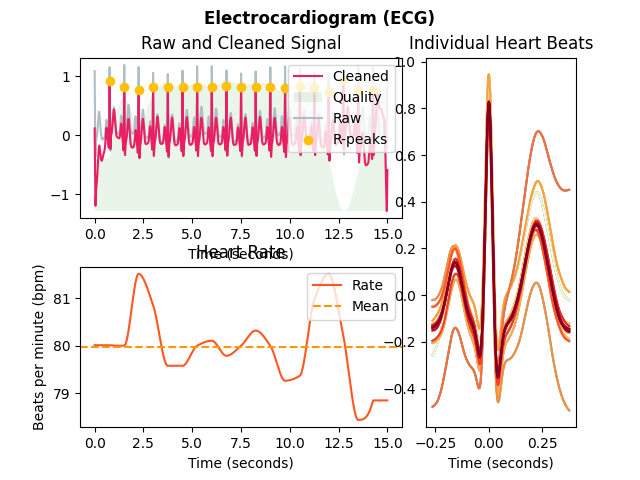 Electrocardiogram (ECG)
Raw and Cleaned Signal
Cleaned
Quality
Raw
R-peaks
1
0
−1
0.0 2.5 5.0 7.5 10.0 12.5 15.0
Time (seconds)
Heart Rate
Rate
Mean
Beats per minute (bpm)
81
80
79
0.0 2.5 5.0 7.5 10.0 12.5 15.0
Time (seconds)
Individual Heart Beats
1.0
0.8
0.6
0.4
0.2
0.0
−0.2
−0.4
−0.25 0.00 0.25
Time (seconds)